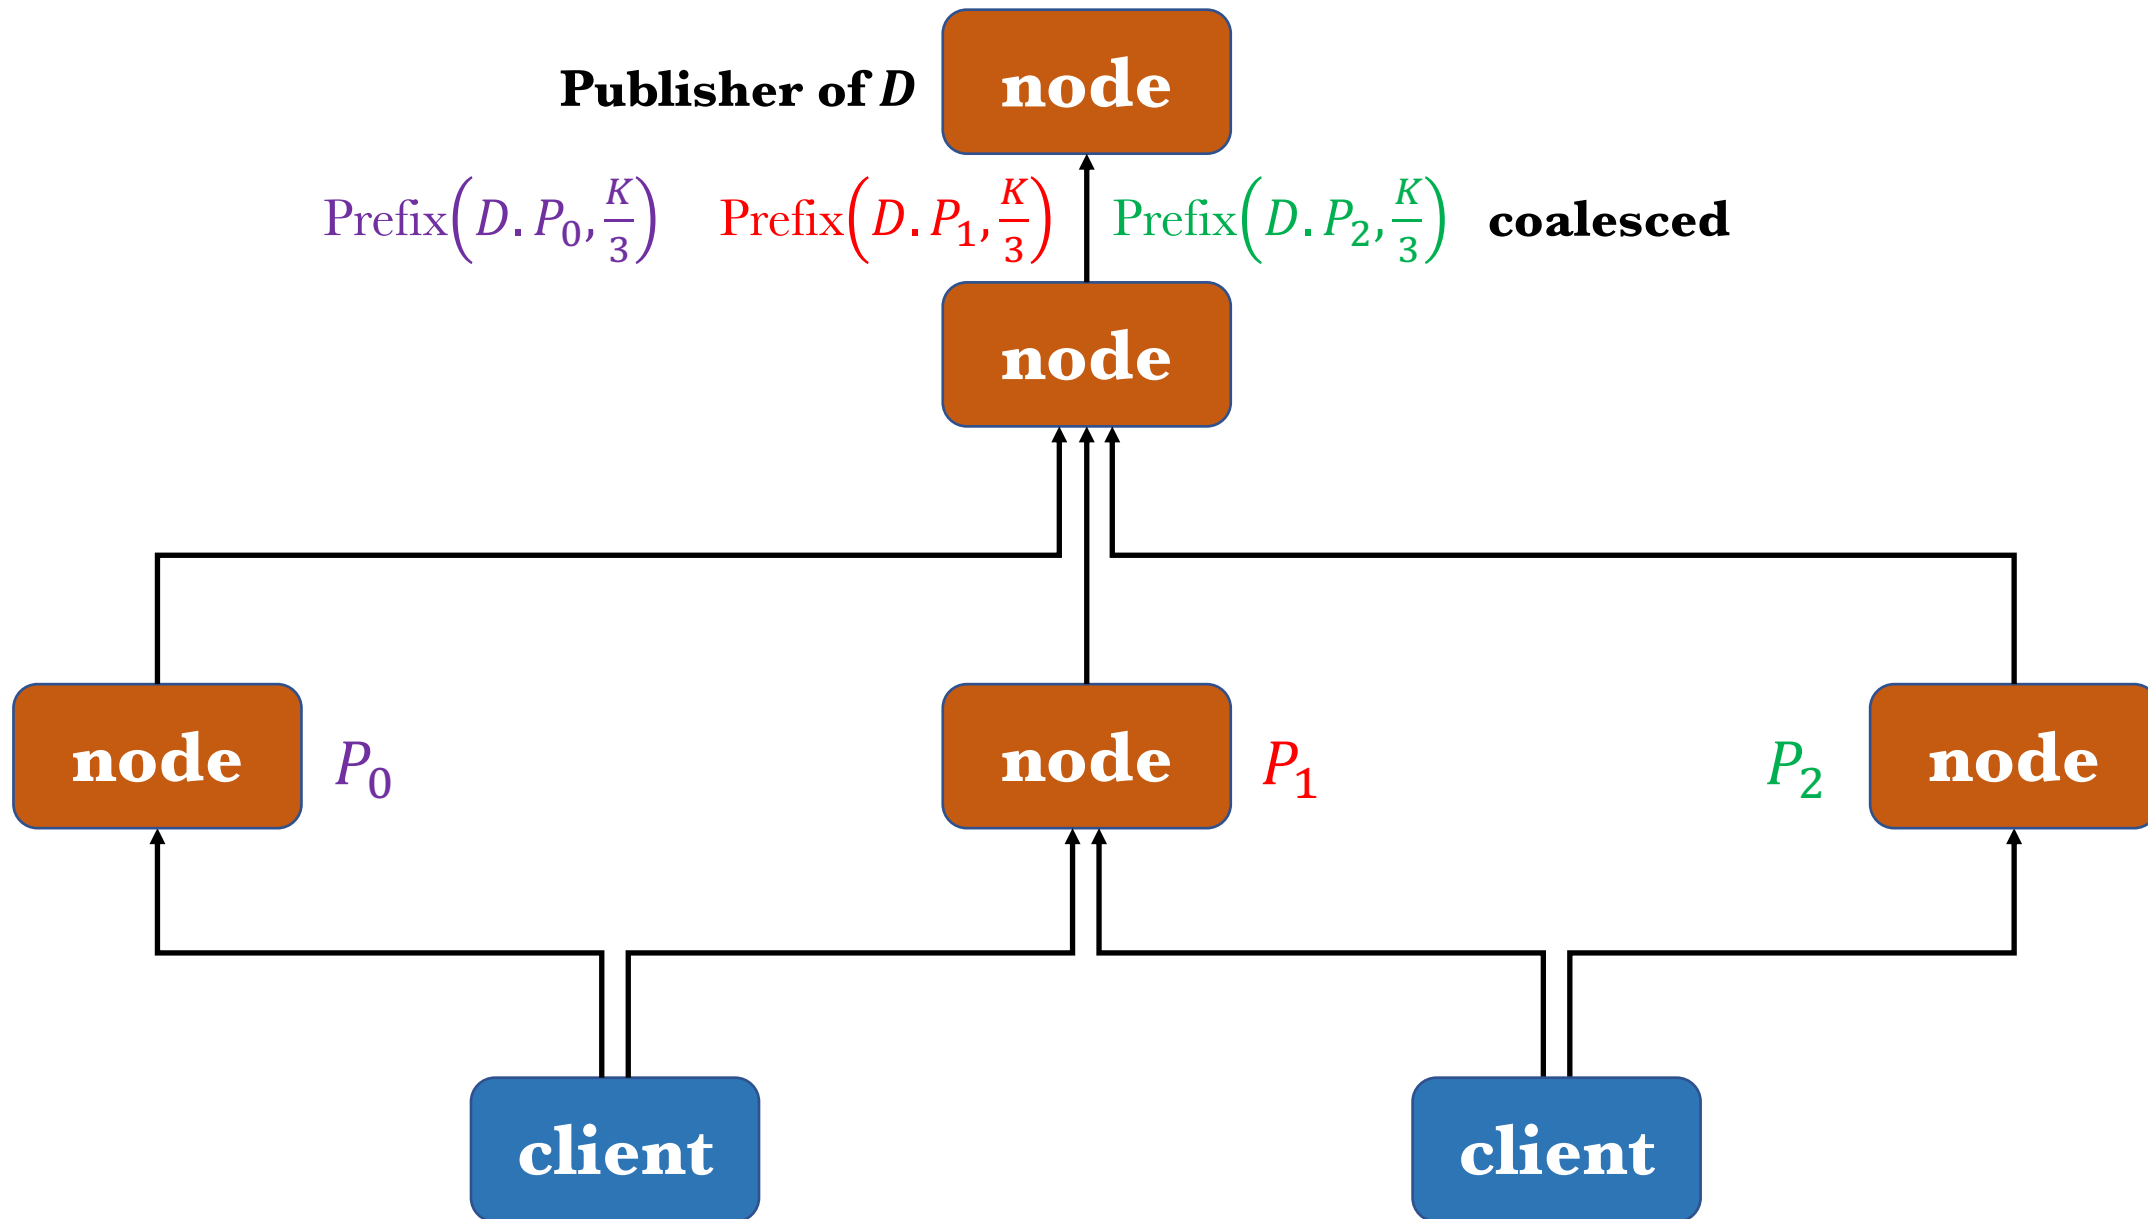 node
Publisher of D
Prefix(D.P₀, K/3) Prefix(D.P₁, K/3) Prefix(D.P₂, K/3) coalesced
node
node P₀ node P₁ P₂ node
client client